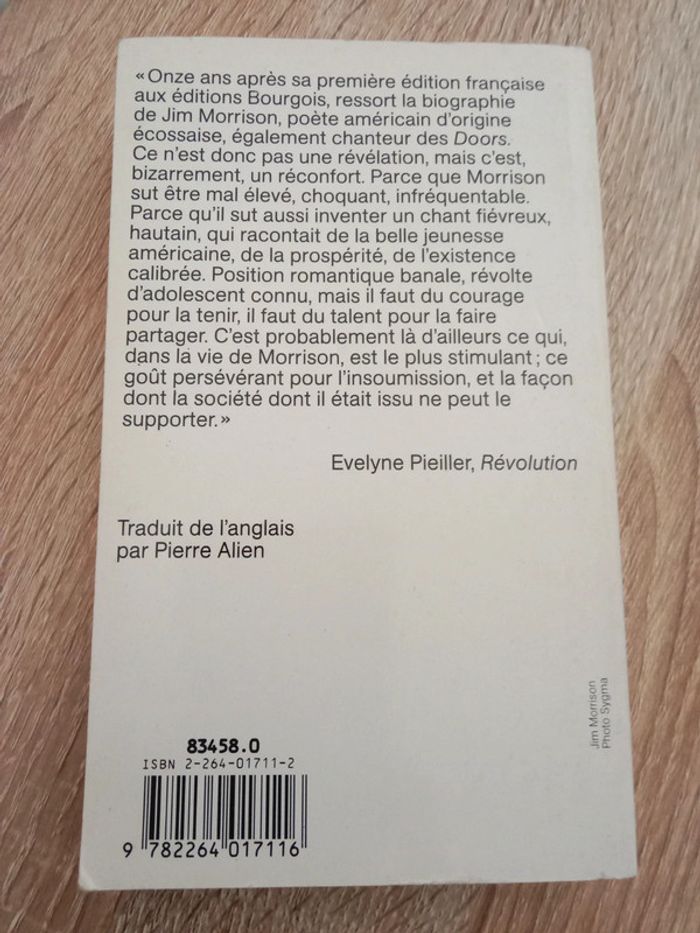 « Onze ans après sa première édition française
aux éditions Bourgois, ressort la biographie
de Jim Morrison, poète américain d'origine
écossaise, également chanteur des Doors.
Ce n'est donc pas une révélation, mais c'est,
bizarrement, un réconfort. Parce que Morrison
sut être mal élevé, choquant, infréquentable.
Parce qu'il sut aussi inventer un chant fiévreux,
hautain, qui racontait de la belle jeunesse
américaine, de la prospérité, de l'existence
calibrée. Position romantique banale, révolte
d'adolescent connu, mais il faut du courage
pour la tenir, il faut du talent pour la faire
partager. C'est probablement là d'ailleurs ce qui,
dans la vie de Morrison, est le plus stimulant ; ce
goût persévérant pour l'insoumission, et la façon
dont la société dont il était issu ne peut le
supporter. »
Evelyne Pieiller, Révolution
Traduit de l'anglais
par Pierre Alien
Jim Morrison
Photo Sygma
83458.0
ISBN 2-264-01711-2
9 782264 017116